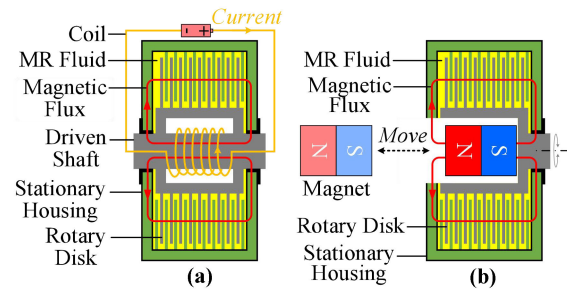 Coil
Current
MR Fluid
Magnetic
Flux
Driven
Shaft
Stationary
Housing
Rotary
Disk
(a)
MR Fluid
Magnetic
Flux
N S
Move
N S
Magnet
Rotary Disk
Stationary
Housing
(b)